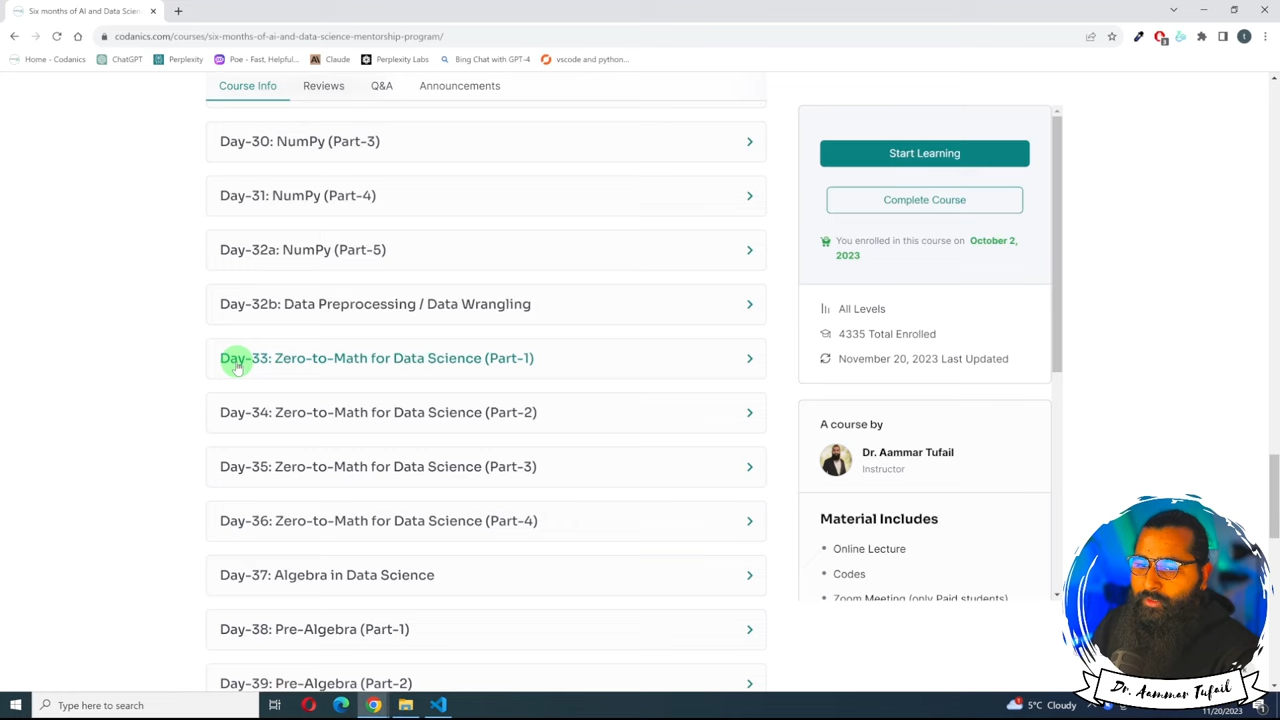 Six months of AI and Data Scien
codanics.com/courses/six-months-of-ai-and-data-science-mentorship-program/
Home - Codanics
ChatGPT
Perplexity
Poe - Fast, Helpful...
Claude
Perplexity Labs
Bing Chat with GPT-4
vscode and python...
Course Info
Reviews
Q&A
Announcements
Day-30: NumPy (Part-3)
Day-31: NumPy (Part-4)
Day-32a: NumPy (Part-5)
Day-32b: Data Preprocessing / Data Wrangling
Day-33: Zero-to-Math for Data Science (Part-1)
Day-34: Zero-to-Math for Data Science (Part-2)
Day-35: Zero-to-Math for Data Science (Part-3)
Day-36: Zero-to-Math for Data Science (Part-4)
Day-37: Algebra in Data Science
Day-38: Pre-Algebra (Part-1)
Day-39: Pre-Algebra (Part-2)
Start Learning
Complete Course
You enrolled in this course on October 2,
2023
All Levels
4335 Total Enrolled
November 20, 2023 Last Updated
A course by
Dr. Aammar Tufail
Instructor
Material Includes
Online Lecture
Codes
Zoom Meeting (only Paid students)
Dr. Aammar Tufail
Type here to search
5°C Cloudy
11/20/2023